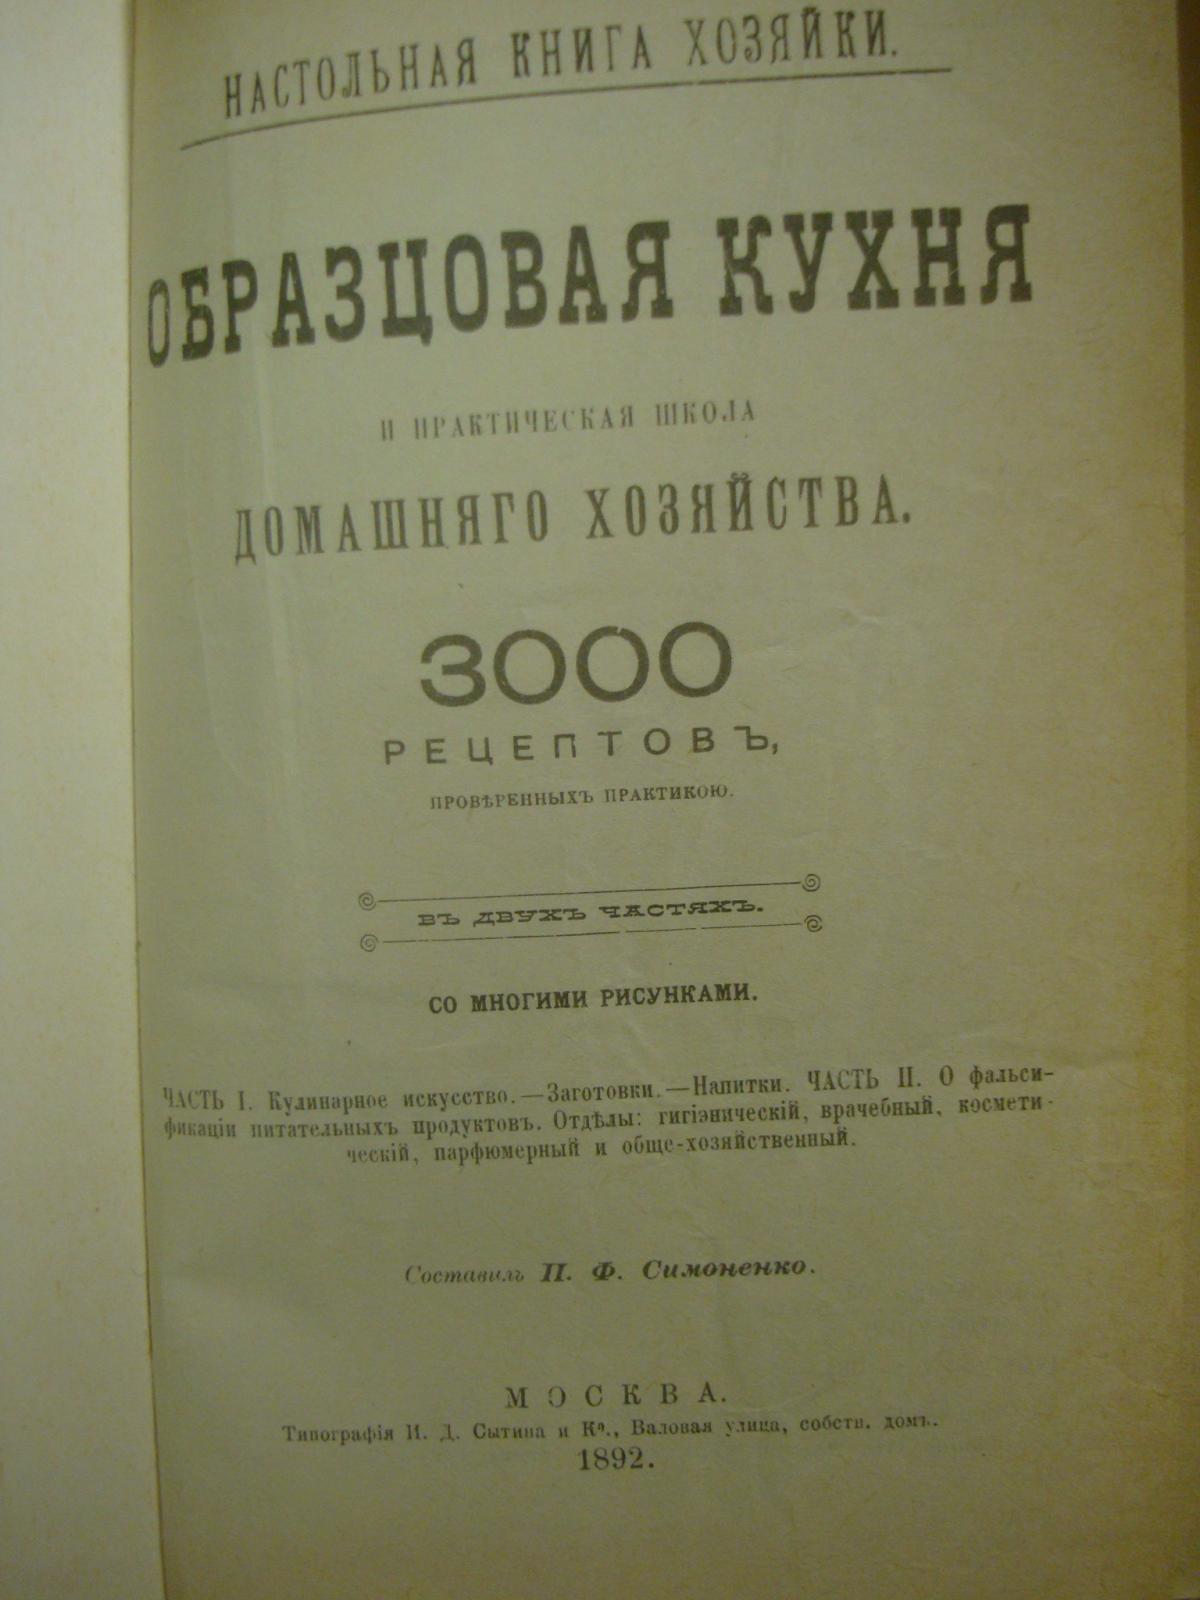 НАСТОЛЬНАЯ КНИГА ХОЗЯЙКИ.
ОБРАЗЦОВАЯ КУХНЯ
И ПРАКТИЧЕСКАЯ ШКОЛА
ДОМАШНЯГО ХОЗЯЙСТВА.
3000
РЕЦЕПТОВЪ,
ПРОВѢРЕННЫХЪ ПРАКТИКОЮ.
ВЪ ДВУХЪ ЧАСТЯХЪ.
СО МНОГИМИ РИСУНКАМИ.
ЧАСТЬ I. Кулинарное искусство.—Заготовки.—Напитки. ЧАСТЬ II. О фальси-
фикаціи питательныхъ продуктовъ. Отдѣлы: гигіэническій, врачебный, космети-
ческій, парфюмерный и обще-хозяйственный.
Составилъ П. Ф. Симоненко.
МОСКВА.
Типографія И. Д. Сытина и Кº., Валовая улица, собств. домъ.
1892.